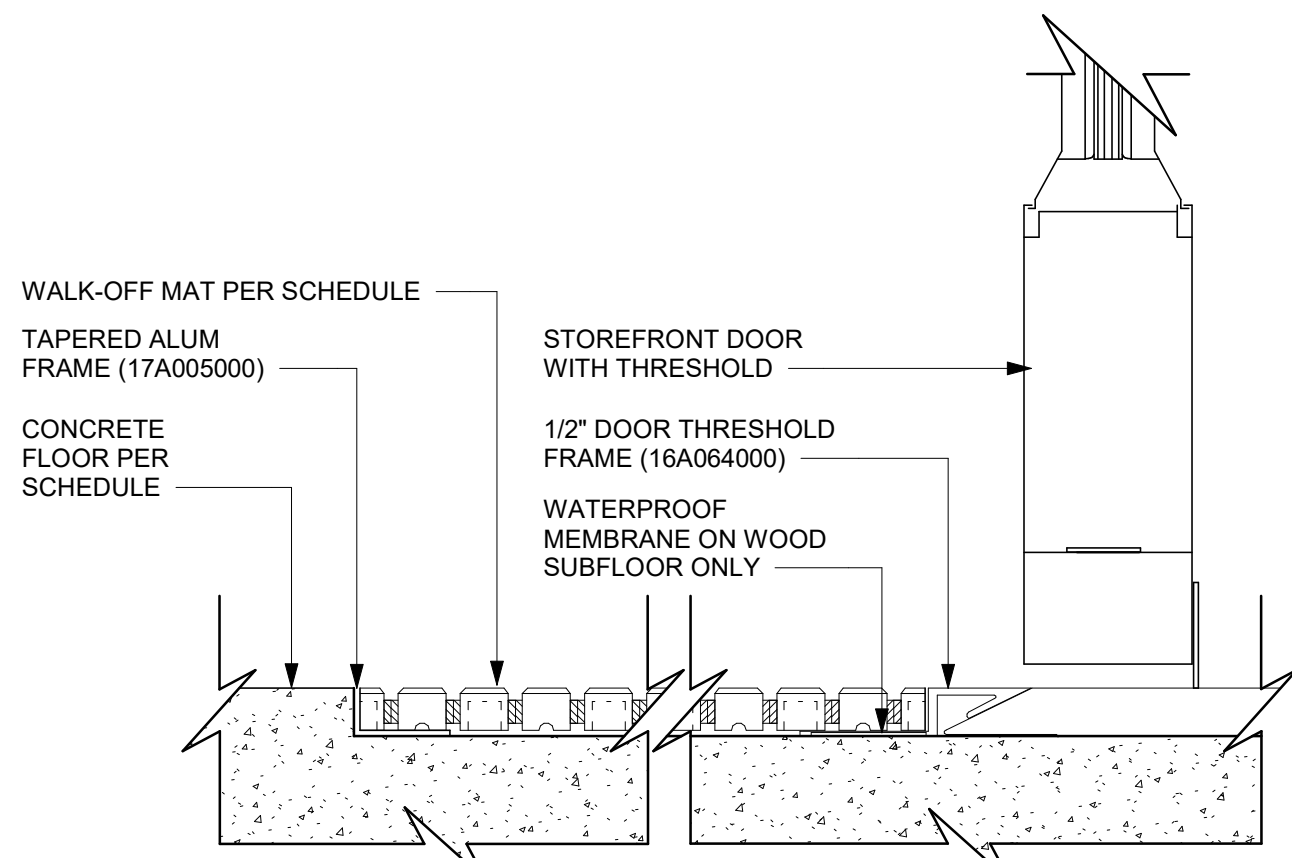 WALK-OFF MAT PER SCHEDULE
TAPERED ALUM
FRAME (17A005000)
CONCRETE
FLOOR PER
SCHEDULE
STOREFRONT DOOR
WITH THRESHOLD
1/2" DOOR THRESHOLD
FRAME (16A064000)
WATERPROOF
MEMBRANE ON WOOD
SUBFLOOR ONLY